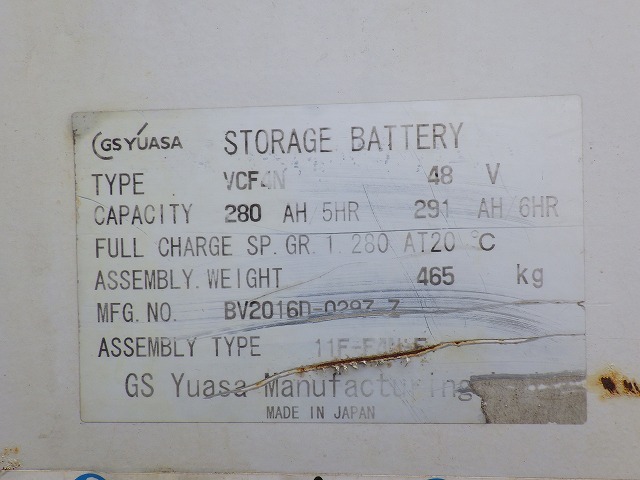 GS YUASA STORAGE BATTERY
TYPE VCF4N 48 V
CAPACITY 280 AH/5HR 291 AH/6HR
FULL CHARGE SP.GR.1.280 AT20 °C
ASSEMBLY.WEIGHT 465 kg
MFG.NO.
ASSEMBLY TYPE
GS Yuasa Manufacturing
MADE IN JAPAN